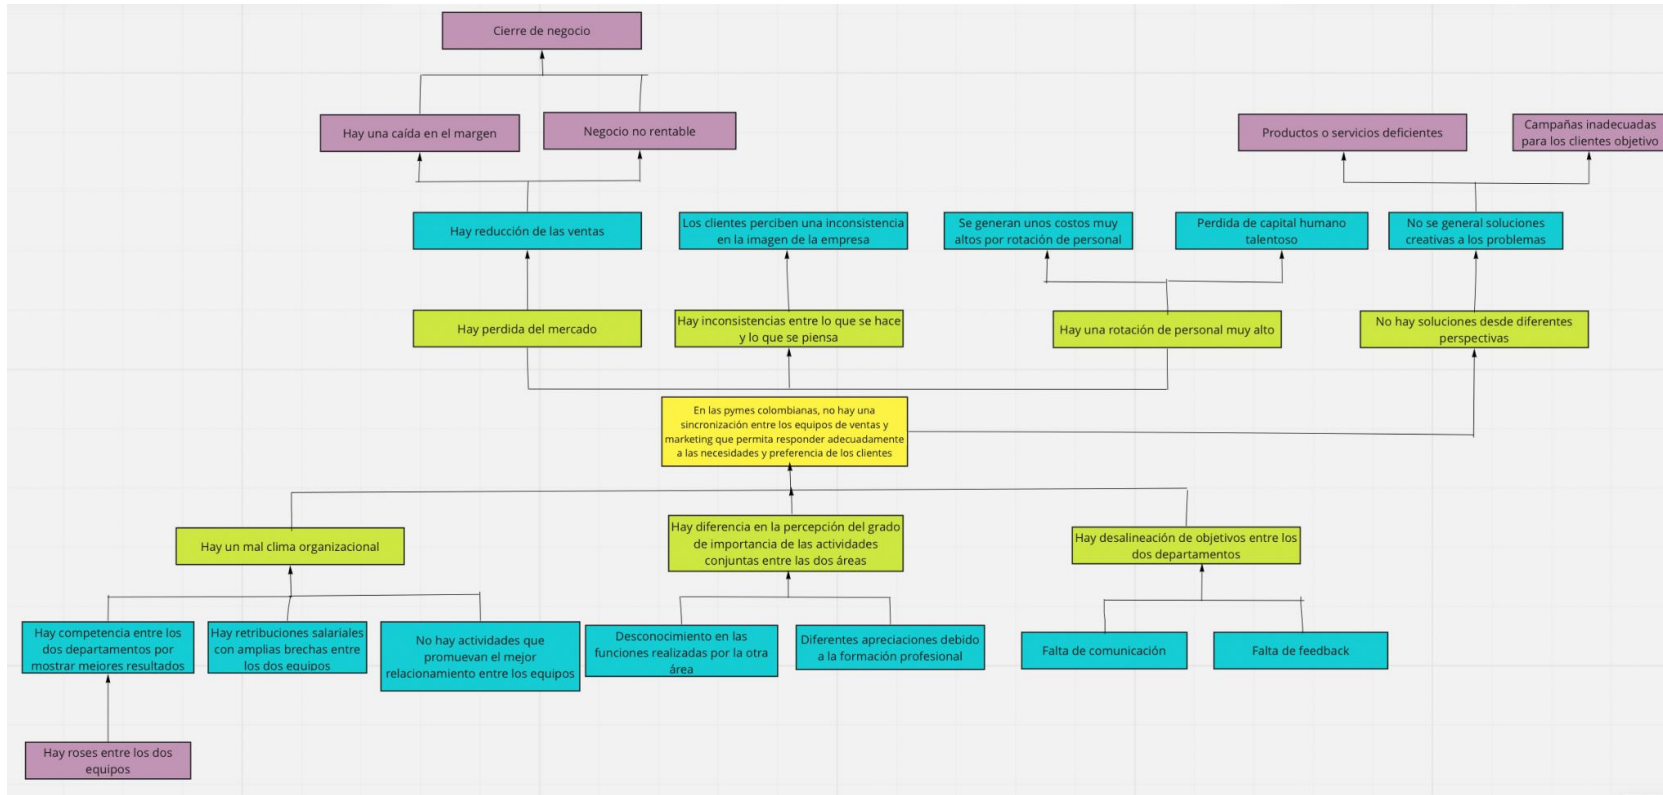 Cierre de negocio
Hay una caída en el margen
Negocio no rentable
Productos o servicios deficientes
Campañas inadecuadas
para los clientes objetivo
Hay reducción de las ventas
Los clientes perciben una inconsistencia
en la imagen de la empresa
Se generan unos costos muy
altos por rotación de personal
Perdida de capital humano
talentoso
No se general soluciones
creativas a los problemas
Hay perdida del mercado
Hay inconsistencias entre lo que se hace
y lo que se piensa
Hay una rotación de personal muy alto
No hay soluciones desde diferentes
perspectivas
En las pymes colombianas, no hay una
sincronización entre los equipos de ventas y
marketing que permita responder adecuadamente
a las necesidades y preferencia de los clientes
Hay un mal clima organizacional
Hay diferencia en la percepción del grado
de importancia de las actividades
conjuntas entre las dos áreas
Hay desalineación de objetivos entre los
dos departamentos
Hay competencia entre los
dos departamentos por
mostrar mejores resultados
Hay retribuciones salariales
con amplias brechas entre
los dos equipos
No hay actividades que
promuevan el mejor
relacionamiento entre los equipos
Desconocimiento en las
funciones realizadas por la otra
área
Diferentes apreciaciones debido
a la formación profesional
Falta de comunicación
Falta de feedback
Hay roses entre los dos
equipos